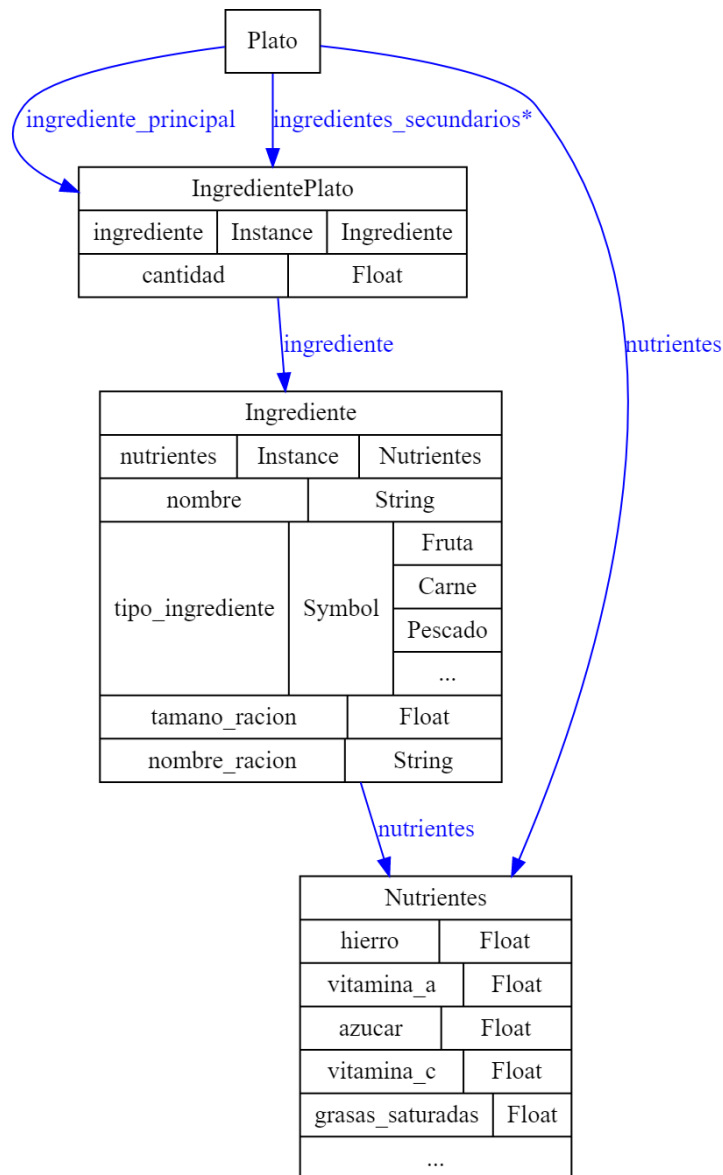 Plato
ingrediente_principal
ingredientes_secundarios*
IngredientePlato
ingrediente Instance Ingrediente
cantidad Float
ingrediente
nutrientes
Ingrediente
nutrientes Instance Nutrientes
nombre String
tipo_ingrediente Symbol
Fruta
Carne
Pescado
...
tamano_racion Float
nombre_racion String
nutrientes
Nutrientes
hierro Float
vitamina_a Float
azucar Float
vitamina_c Float
grasas_saturadas Float
...